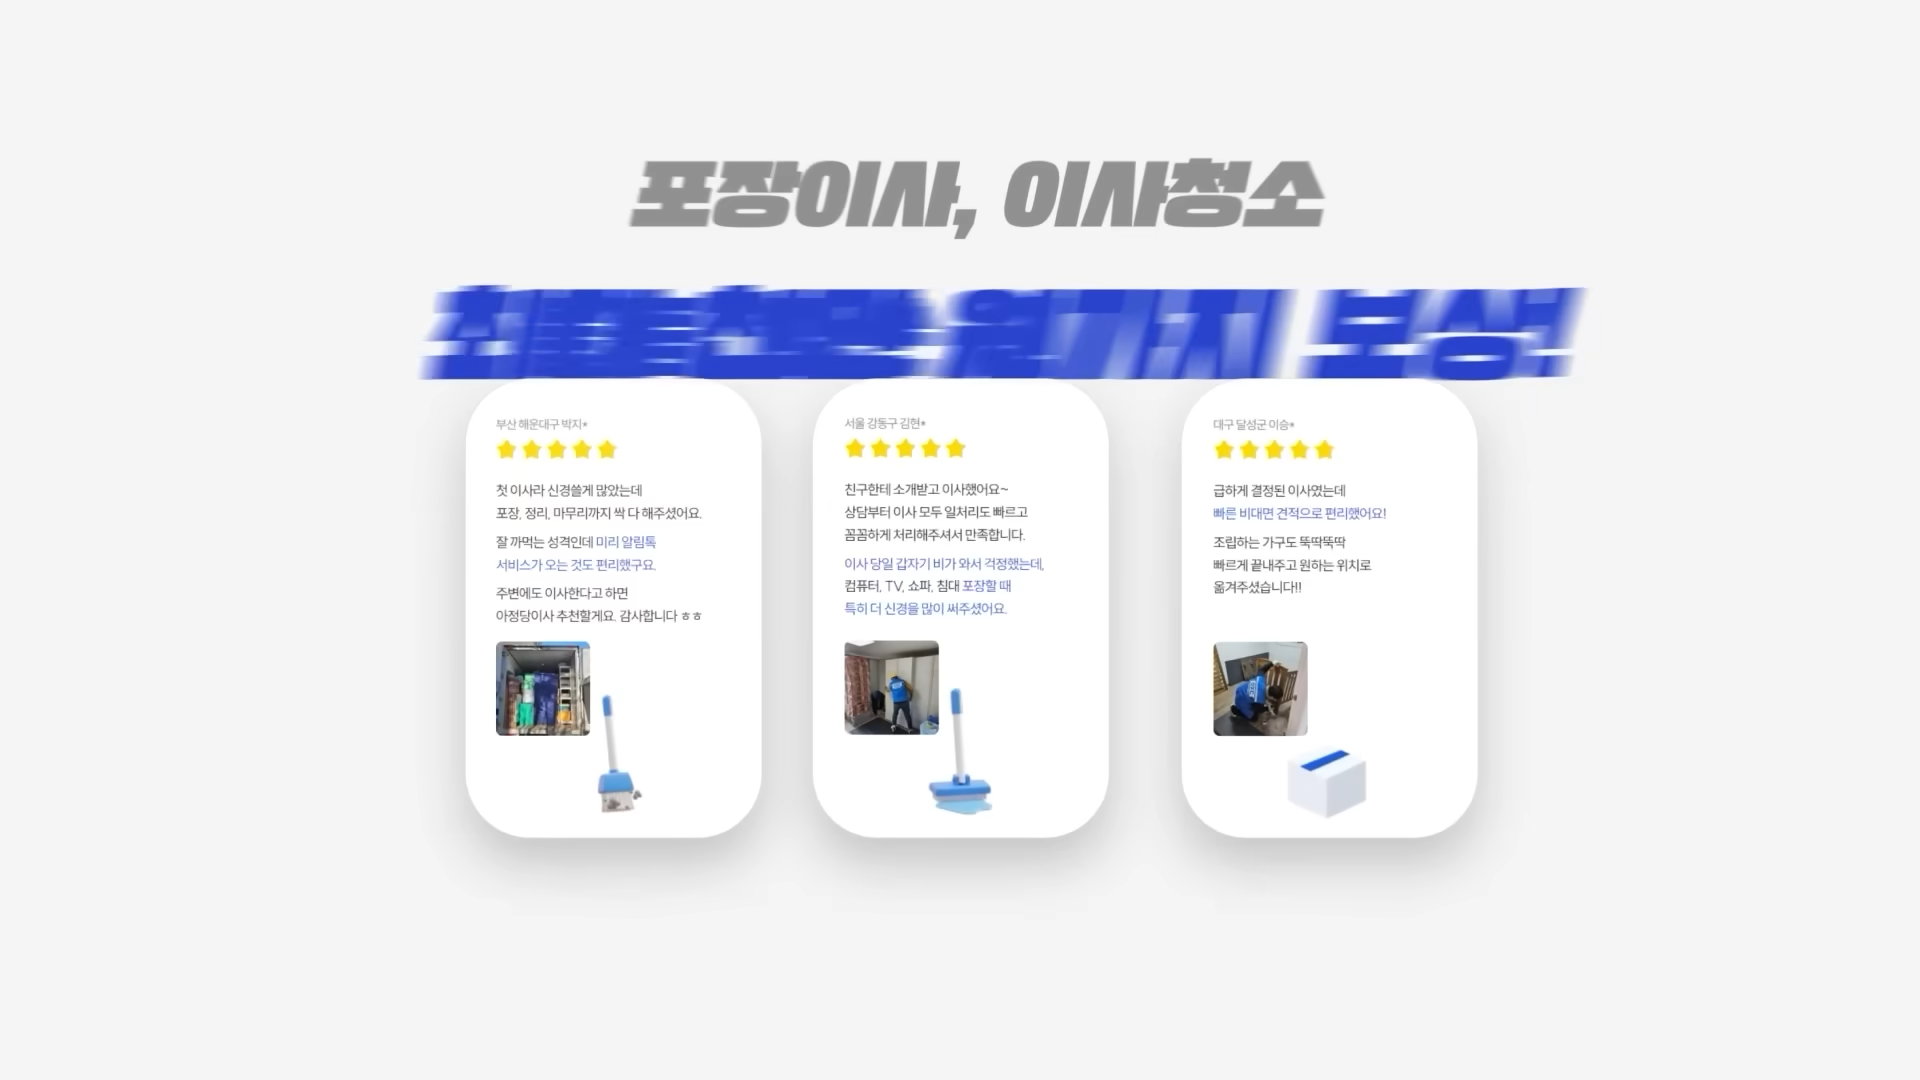 포장이사, 이사청소
최대 천만 원까지 보상!
부산 해운대구 박지*
첫 이사라 신경쓸게 많았는데
포장, 정리, 마무리까지 싹 다 해주셨어요.
잘 까먹는 성격인데 미리 알림톡
서비스가 오는 것도 편리했구요.
주변에도 이사한다고 하면
아정당이사 추천할게요. 감사합니다 ㅎㅎ
서울 강동구 김현*
친구한테 소개받고 이사했어요~
상담부터 이사 모두 일처리도 빠르고
꼼꼼하게 처리해주셔서 만족합니다.
이사 당일 갑자기 비가 와서 걱정했는데,
컴퓨터, TV, 쇼파, 침대 포장할 때
특히 더 신경을 많이 써주셨어요.
대구 달성군 이승*
급하게 결정된 이사였는데
빠른 비대면 견적으로 편리했어요!
조립하는 가구도 뚝딱뚝딱
빠르게 끝내주고 원하는 위치로
옮겨주셨습니다!!